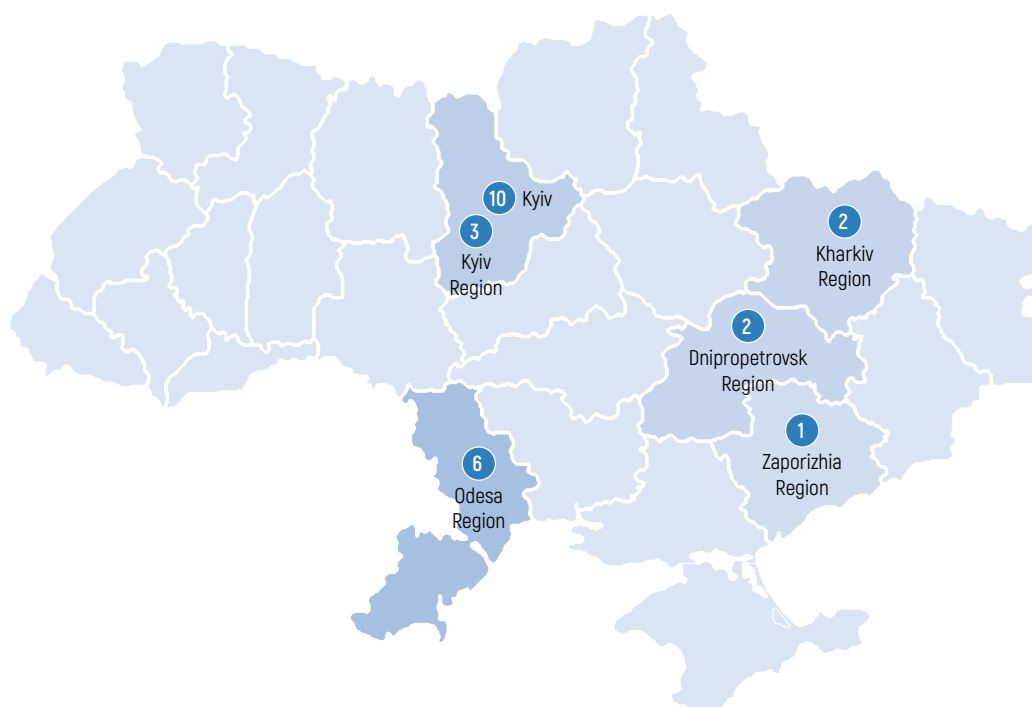 10 Kyiv
3
Kyiv
Region
2
Kharkiv
Region
2
Dnipropetrovsk
Region
1
Zaporizhia
Region
6
Odesa
Region